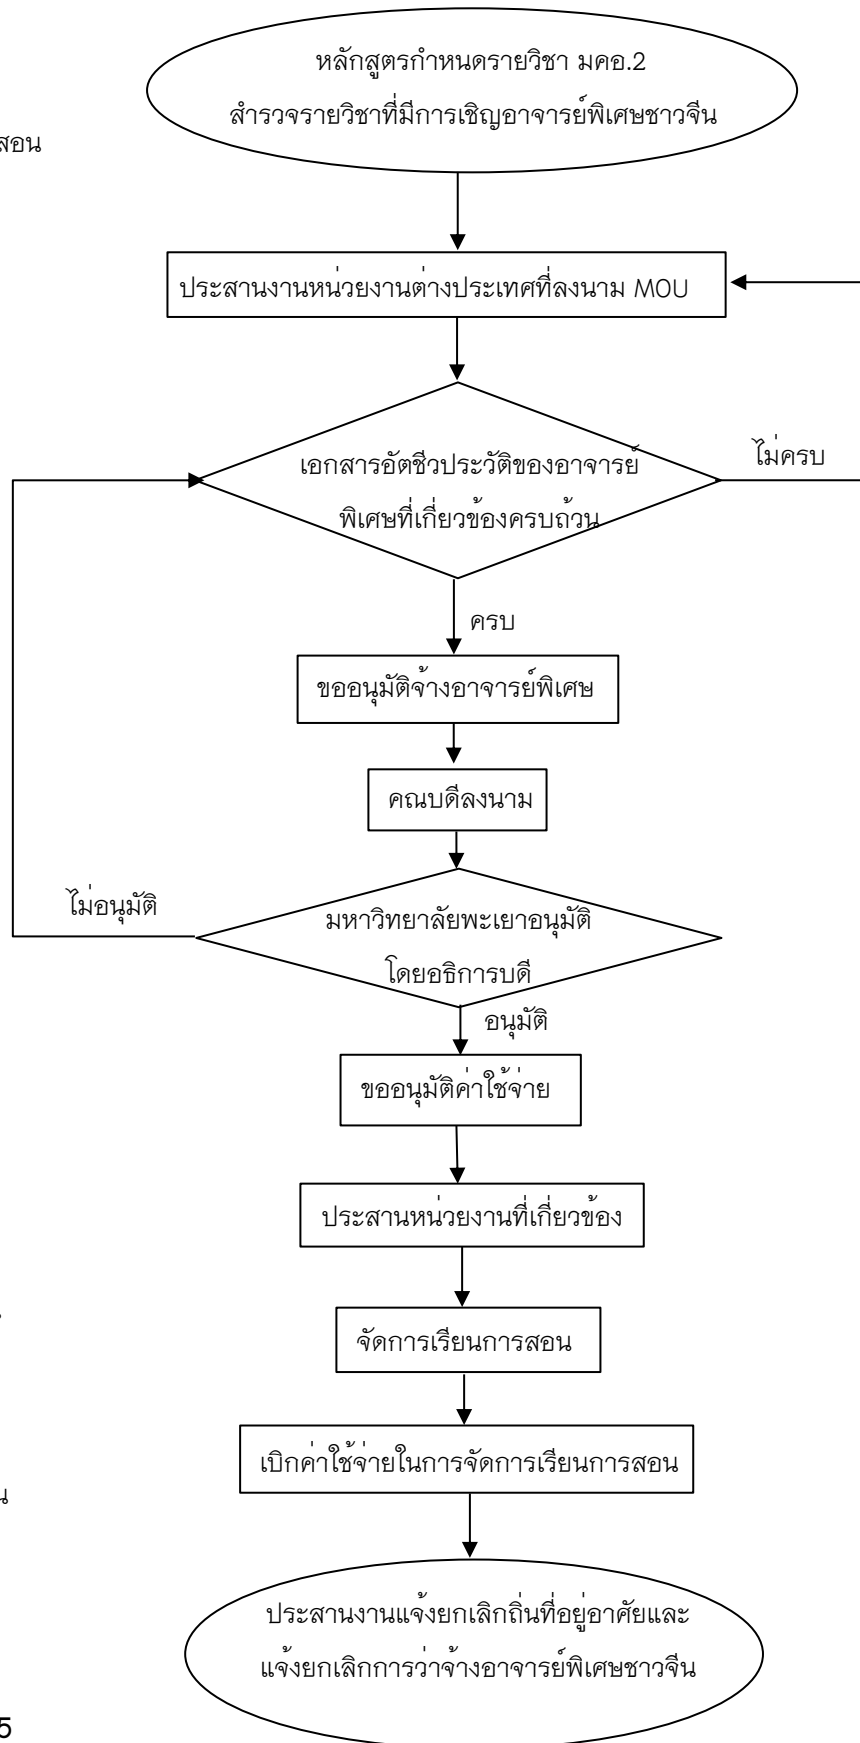 หลักสูตรกำหนดรายวิชา มคอ.2
สำรวจรายวิชาที่มีการเชิญอาจารย์พิเศษชาวจีน
สอน
ประสานงานหน่วยงานต่างประเทศที่ลงนาม MOU
เอกสารอัตชีวประวัติของอาจารย์
พิเศษที่เกี่ยวข้องครบถ้วน
ไม่ครบ
ครบ
ขออนุมัติจ้างอาจารย์พิเศษ
คณบดีลงนาม
ไม่อนุมัติ
มหาวิทยาลัยพะเยาอนุมัติ
โดยอธิการบดี
อนุมัติ
ขออนุมัติค่าใช้จ่าย
ประสานหน่วยงานที่เกี่ยวข้อง
จัดการเรียนการสอน
เบิกค่าใช้จ่ายในการจัดการเรียนการสอน
น
ประสานงานแจ้งยกเลิกถิ่นที่อยู่อาศัยและ
แจ้งยกเลิกการว่าจ้างอาจารย์พิเศษชาวจีน
5